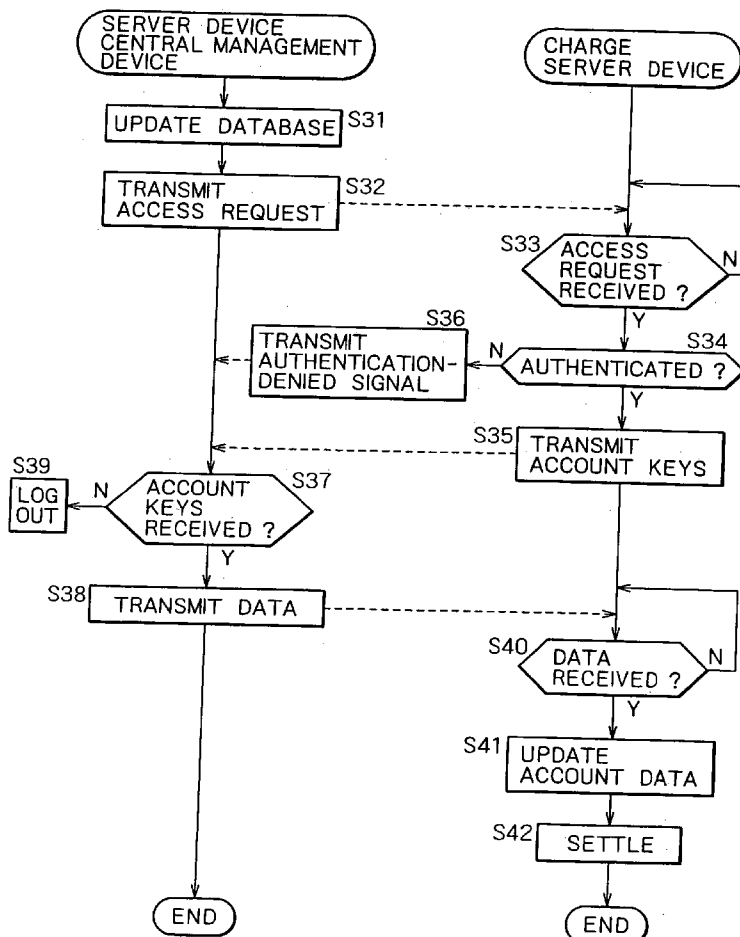 SERVER DEVICE
CENTRAL MANAGEMENT
DEVICE
UPDATE DATABASE
S31
TRANSMIT
ACCESS REQUEST
S32
CHARGE
SERVER DEVICE
S33
ACCESS
REQUEST
RECEIVED ?
N
Y
S34
AUTHENTICATED ?
N
Y
S36
TRANSMIT
AUTHENTICATION-
DENIED SIGNAL
S35
TRANSMIT
ACCOUNT KEYS
S37
ACCOUNT
KEYS
RECEIVED ?
N
Y
S39
LOG
OUT
S38
TRANSMIT DATA
S40
DATA
RECEIVED ?
N
Y
S41
UPDATE
ACCOUNT DATA
S42
SETTLE
END
END